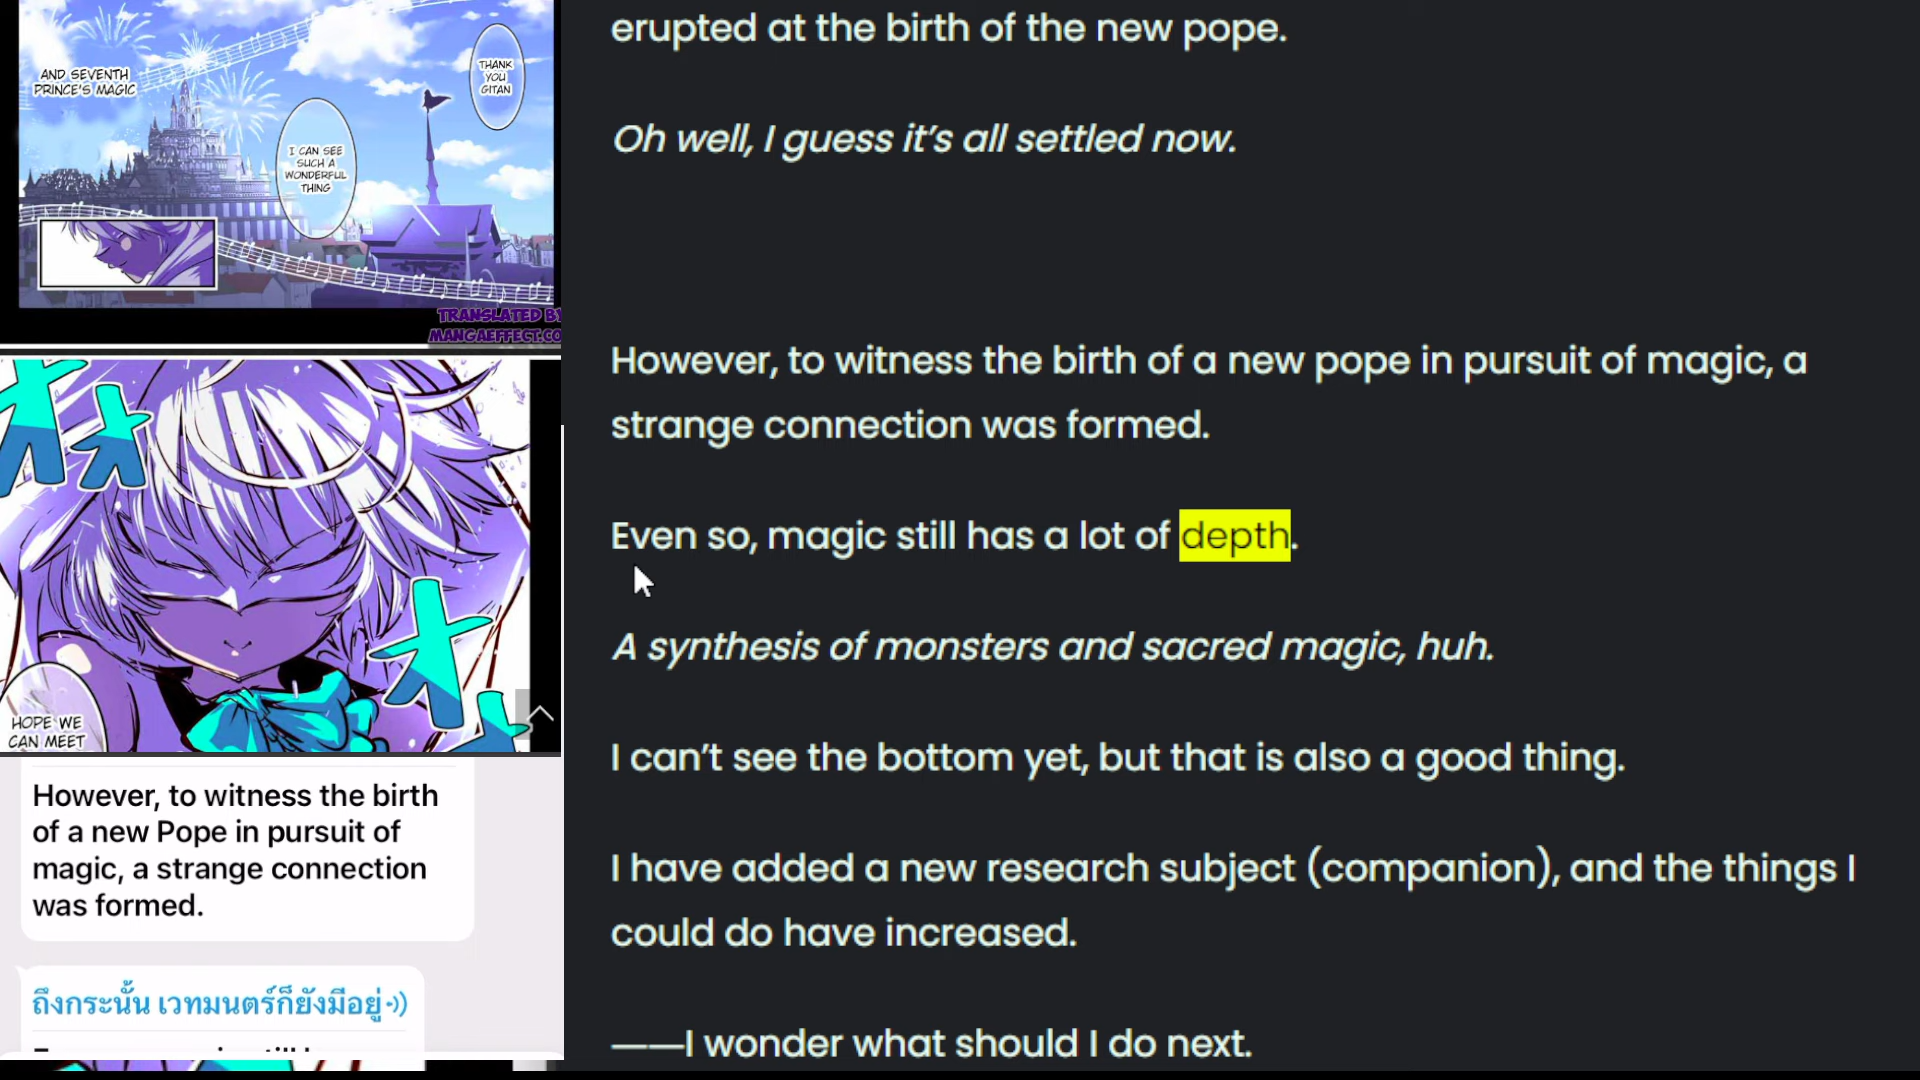 AND SEVENTH
PRINCE'S MAGIC
THANK
YOU
GITAN
I CAN SEE
SUCH A
WONDERFUL
THING
TRANSLATED BY
MANGAEFFECT.CO
オオ
オ
オ
HOPE WE
CAN MEET
However, to witness the birth
of a new Pope in pursuit of
magic, a strange connection
was formed.
ถึงกระนั้น เวทมนตร์ก็ยังมีอยู่
erupted at the birth of the new pope.
Oh well, I guess it's all settled now.
However, to witness the birth of a new pope in pursuit of magic, a
strange connection was formed.
Even so, magic still has a lot of depth.
A synthesis of monsters and sacred magic, huh.
I can't see the bottom yet, but that is also a good thing.
I have added a new research subject (companion), and the things I
could do have increased.
——I wonder what should I do next.